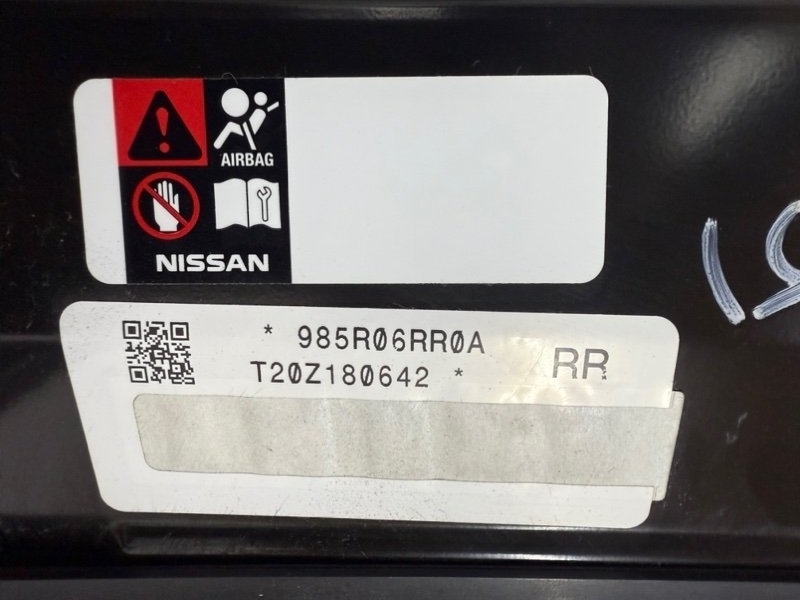 AIRBAG
NISSAN
* 985R06RR0A
T20Z180642 *
RR